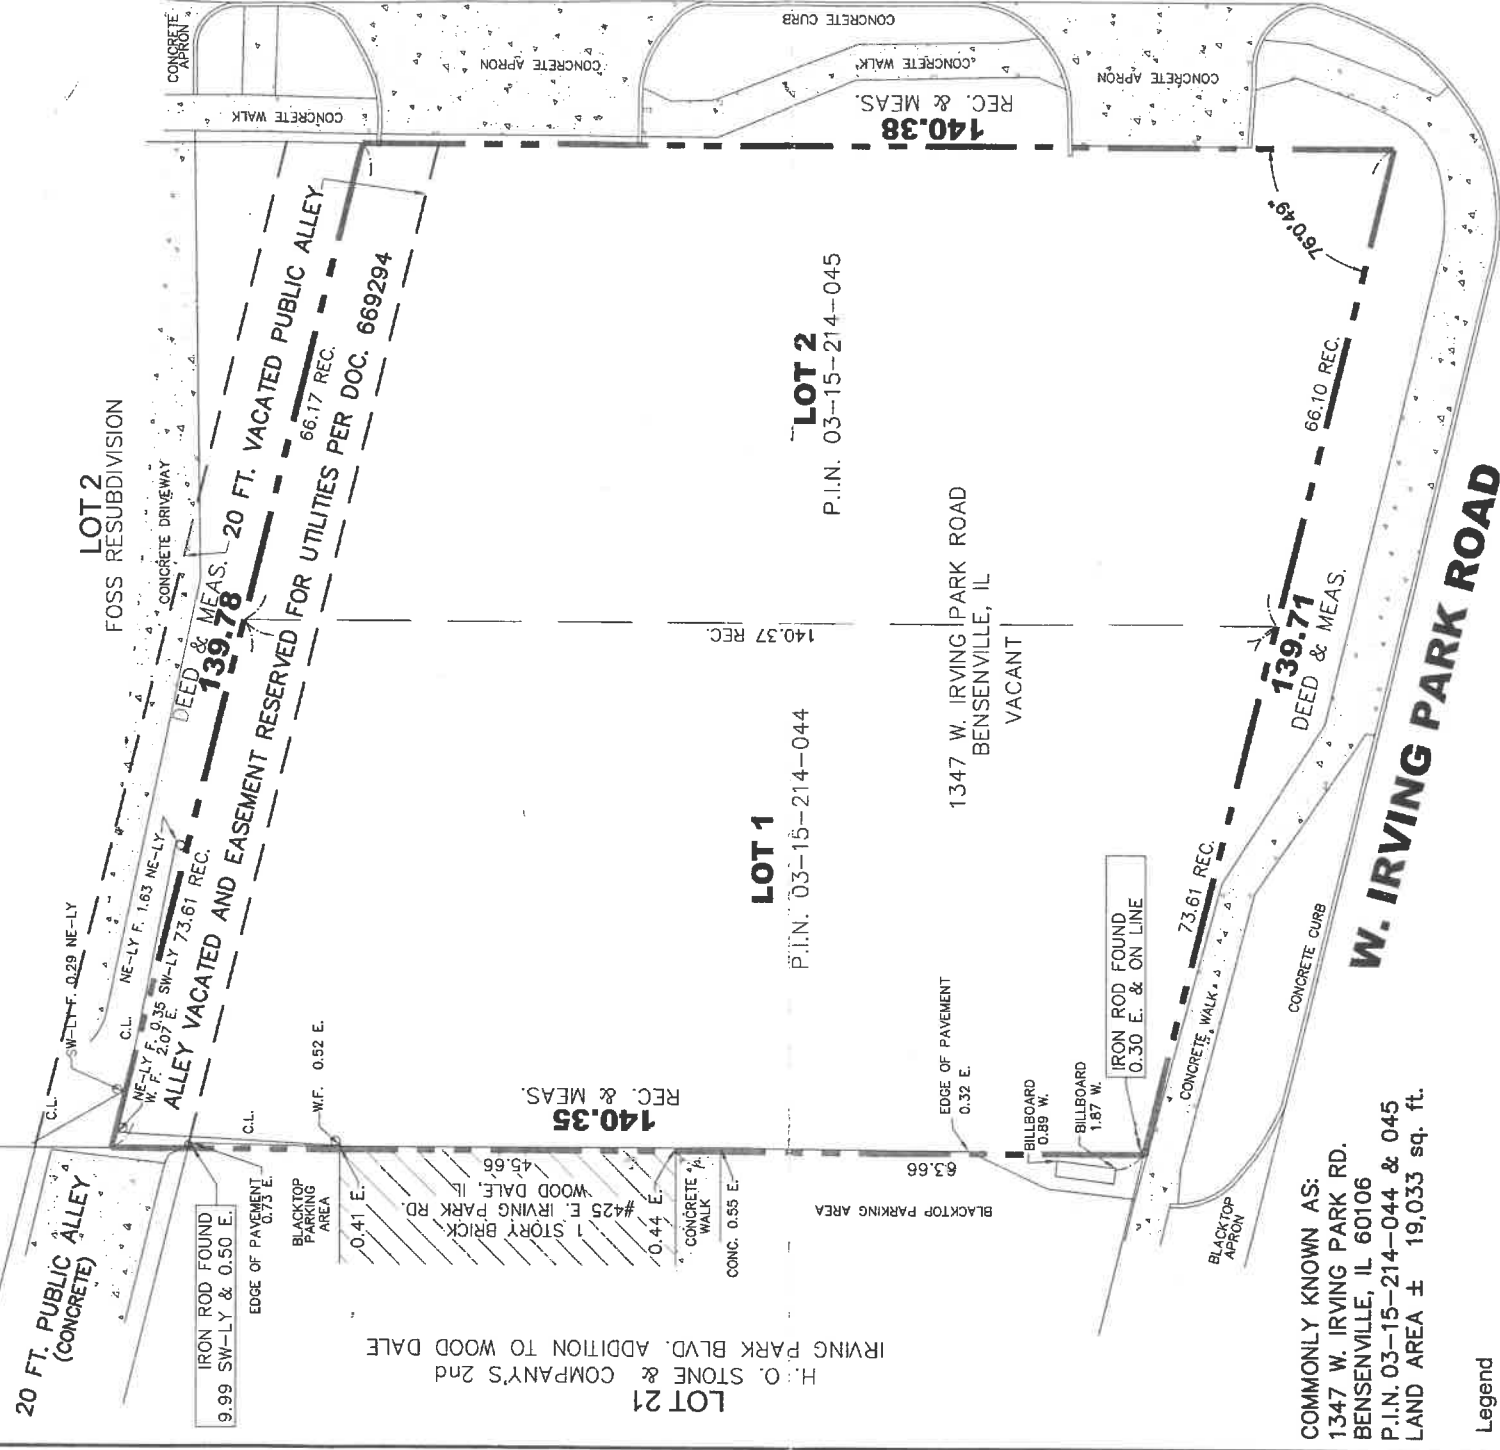 CONCRETE
APRON
CONCRETE WALK
CONCRETE APRON
CONCRETE CURB
CONCRETE WALK
REC. & MEAS.
140.38
CONCRETE APRON
76°0'49"
LOT 2
FOSS RESUBDIVISION
CONCRETE DRIVEWAY
20 FT. VACATED PUBLIC ALLEY
DEED & MEAS.
139.78
66.17 REC.
ALLEY VACATED AND EASEMENT RESERVED FOR UTILITIES PER DOC. 669294
LOT 2
P.I.N. 03-15-214-045
66.10 REC.
140.37 REC.
1347 W. IRVING PARK ROAD
BENSENVILLE, IL
VACANT
139.71
DEED & MEAS.
W. IRVING PARK ROAD
LOT 1
P.I.N. 03-15-214-044
SW-LY F. 0.29 NE-LY
C.L.
C.L.
NE-LY F. 1.63 NE-LY
NE-LY F. 0.35 SW-LY
W. F. 2.07 E.
73.61 REC.
C.L.
W.F. 0.52 E.
REC. & MEAS.
140.35
EDGE OF PAVEMENT
0.32 E.
BILLBOARD
0.89 W.
BILLBOARD
1.87 W.
IRON ROD FOUND
0.30 E. & ON LINE
73.61 REC.
CONCRETE WALK
CONCRETE CURB
20 FT. PUBLIC ALLEY
(CONCRETE)
IRON ROD FOUND
9.99 SW-LY & 0.50 E.
EDGE OF PAVEMENT
0.73 E.
BLACKTOP
PARKING
AREA
0.41 E.
45.66
1 STORY BRICK
#425 E. IRVING PARK RD.
WOOD DALE, IL
0.44 E.
CONCRETE
WALK
CONC. 0.55 E.
63.66
BLACKTOP PARKING AREA
BLACKTOP
APRON
LOT 21
H. O. STONE & COMPANY'S 2nd
IRVING PARK BLVD. ADDITION TO WOOD DALE
COMMONLY KNOWN AS:
1347 W. IRVING PARK RD.
BENSENVILLE, IL 60106
P.I.N. 03-15-214-044 & 045
LAND AREA ± 19,033 sq. ft.
Legend